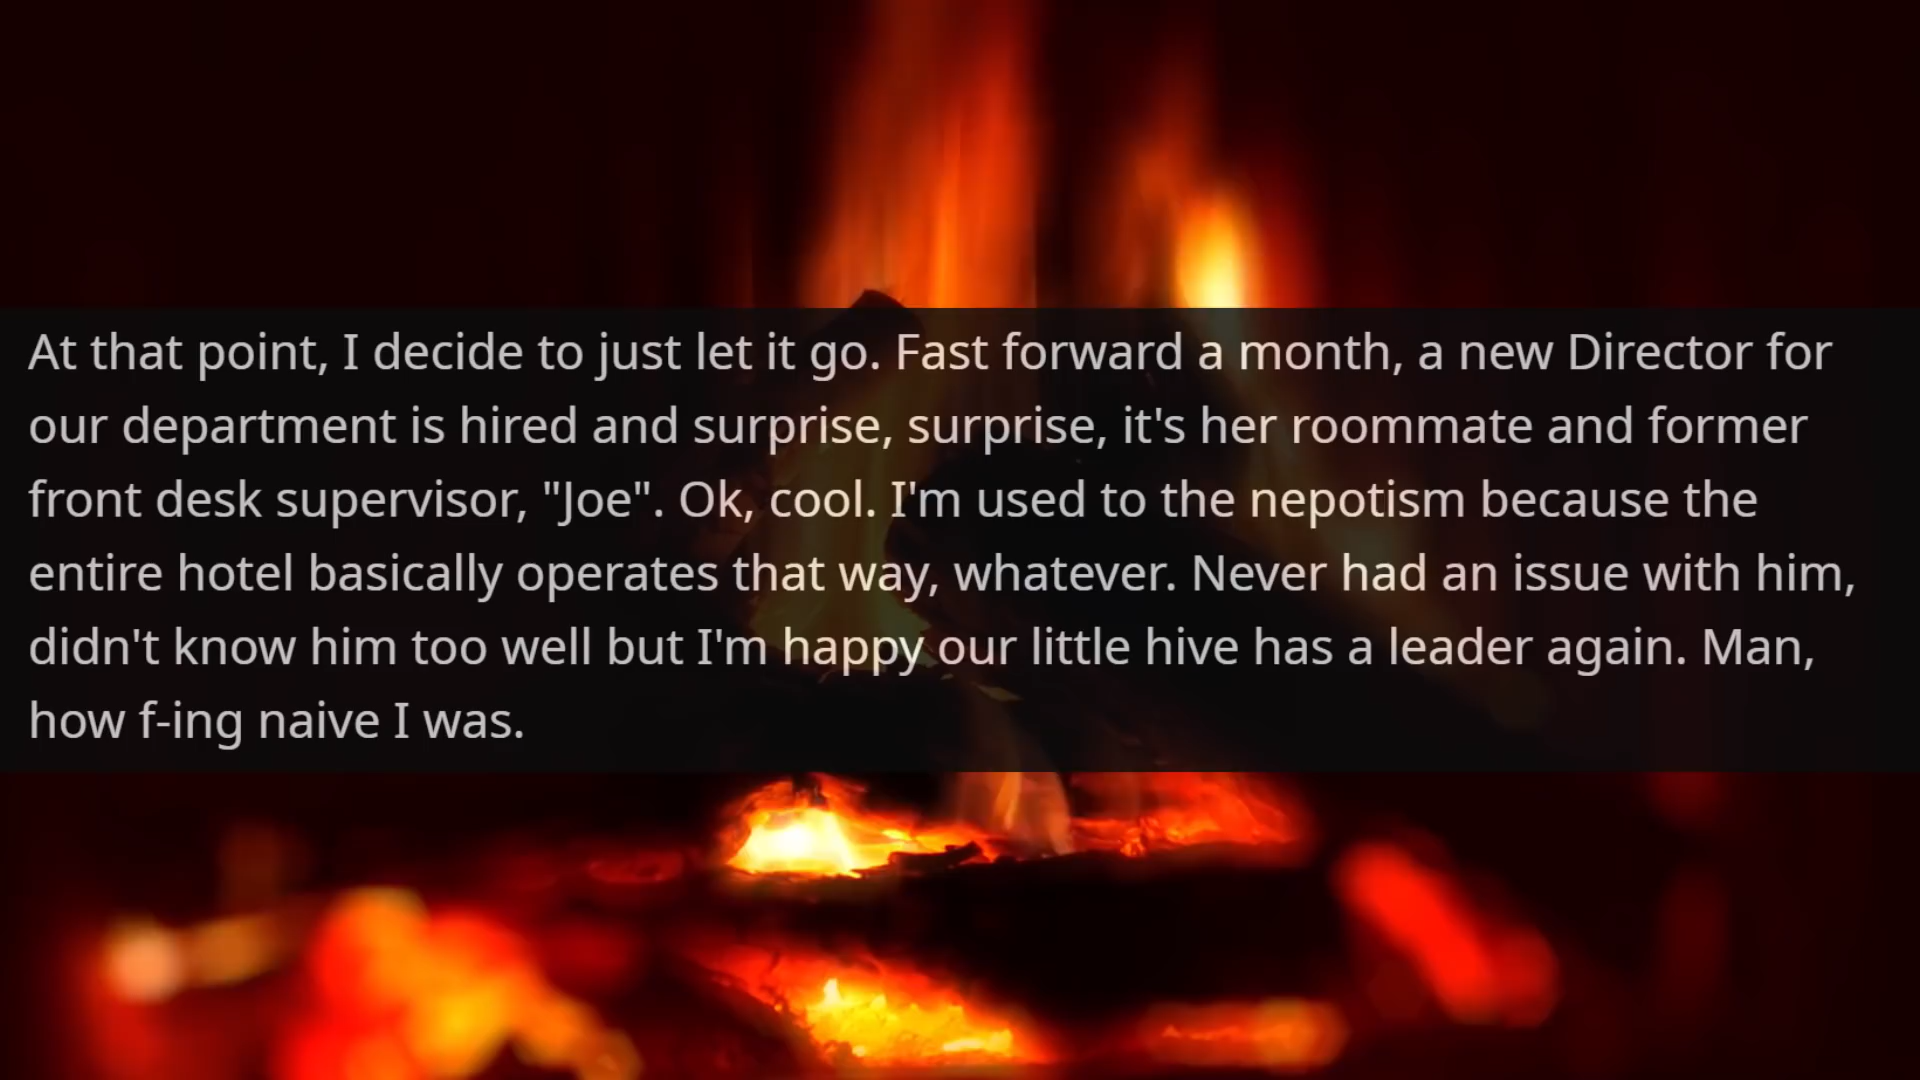 At that point, I decide to just let it go. Fast forward a month, a new Director for
our department is hired and surprise, surprise, it's her roommate and former
front desk supervisor, "Joe". Ok, cool. I'm used to the nepotism because the
entire hotel basically operates that way, whatever. Never had an issue with him,
didn't know him too well but I'm happy our little hive has a leader again. Man,
how f-ing naive I was.